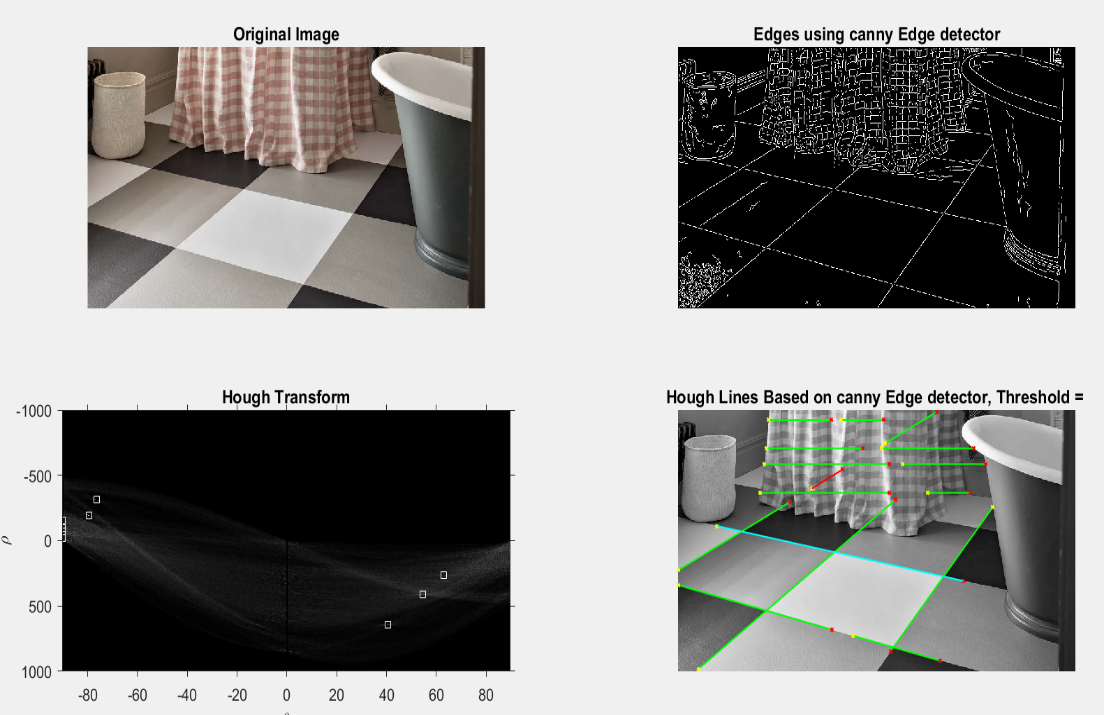 Original Image
Edges using canny Edge detector
Hough Transform
Hough Lines Based on canny Edge detector, Threshold =
-1000
-500
0
500
1000
ρ
-80 -60 -40 -20 0 20 40 60 80